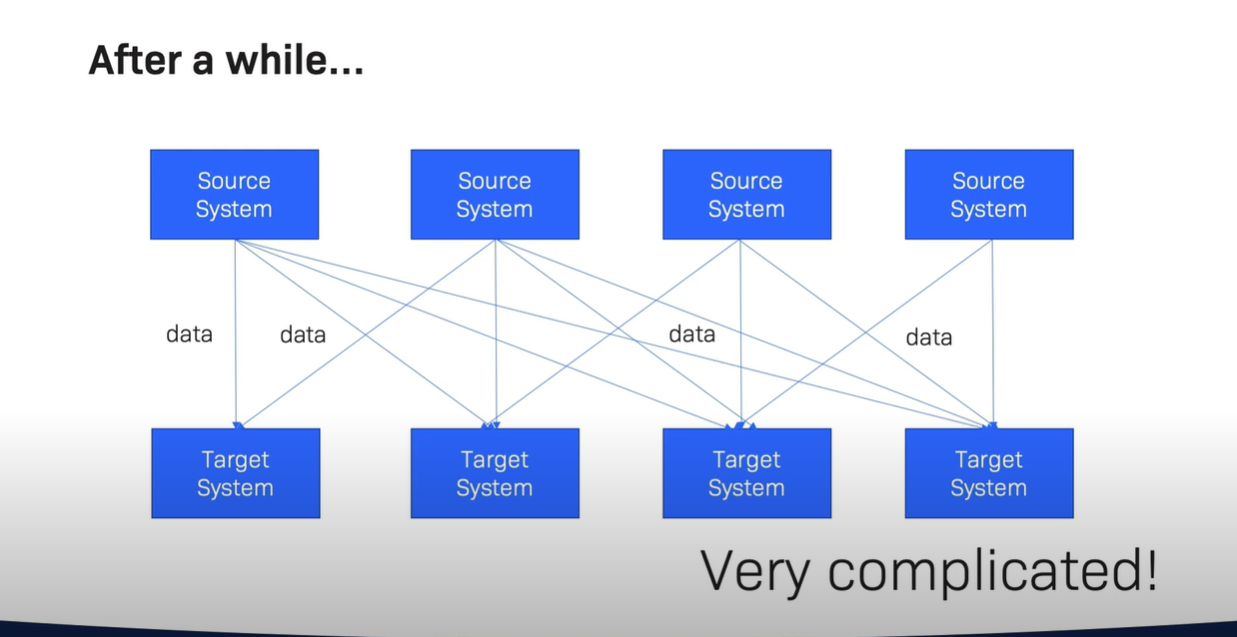 After a while...
Source
System
Source
System
Source
System
Source
System
data
data
data
data
Target
System
Target
System
Target
System
Target
System
Very complicated!